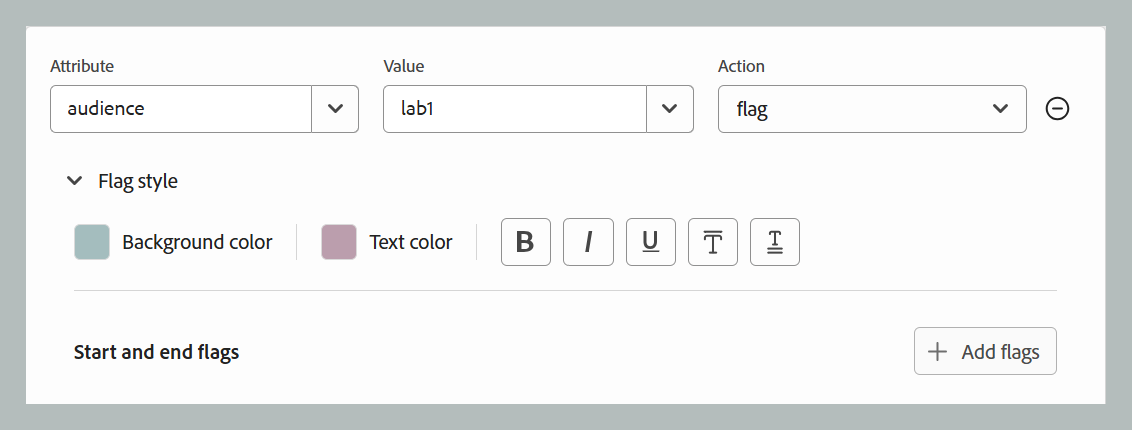 Attribute Value Action
audience lab1 flag
Flag style
Background color Text color B I U T T
Start and end flags Add flags